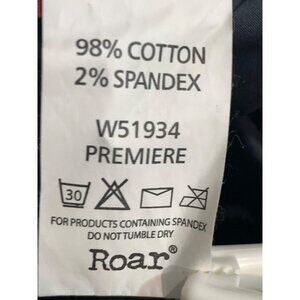 98% COTTON
2% SPANDEX
W51934
PREMIERE
30
FOR PRODUCTS CONTAINING SPANDEX
DO NOT TUMBLE DRY
Roar®